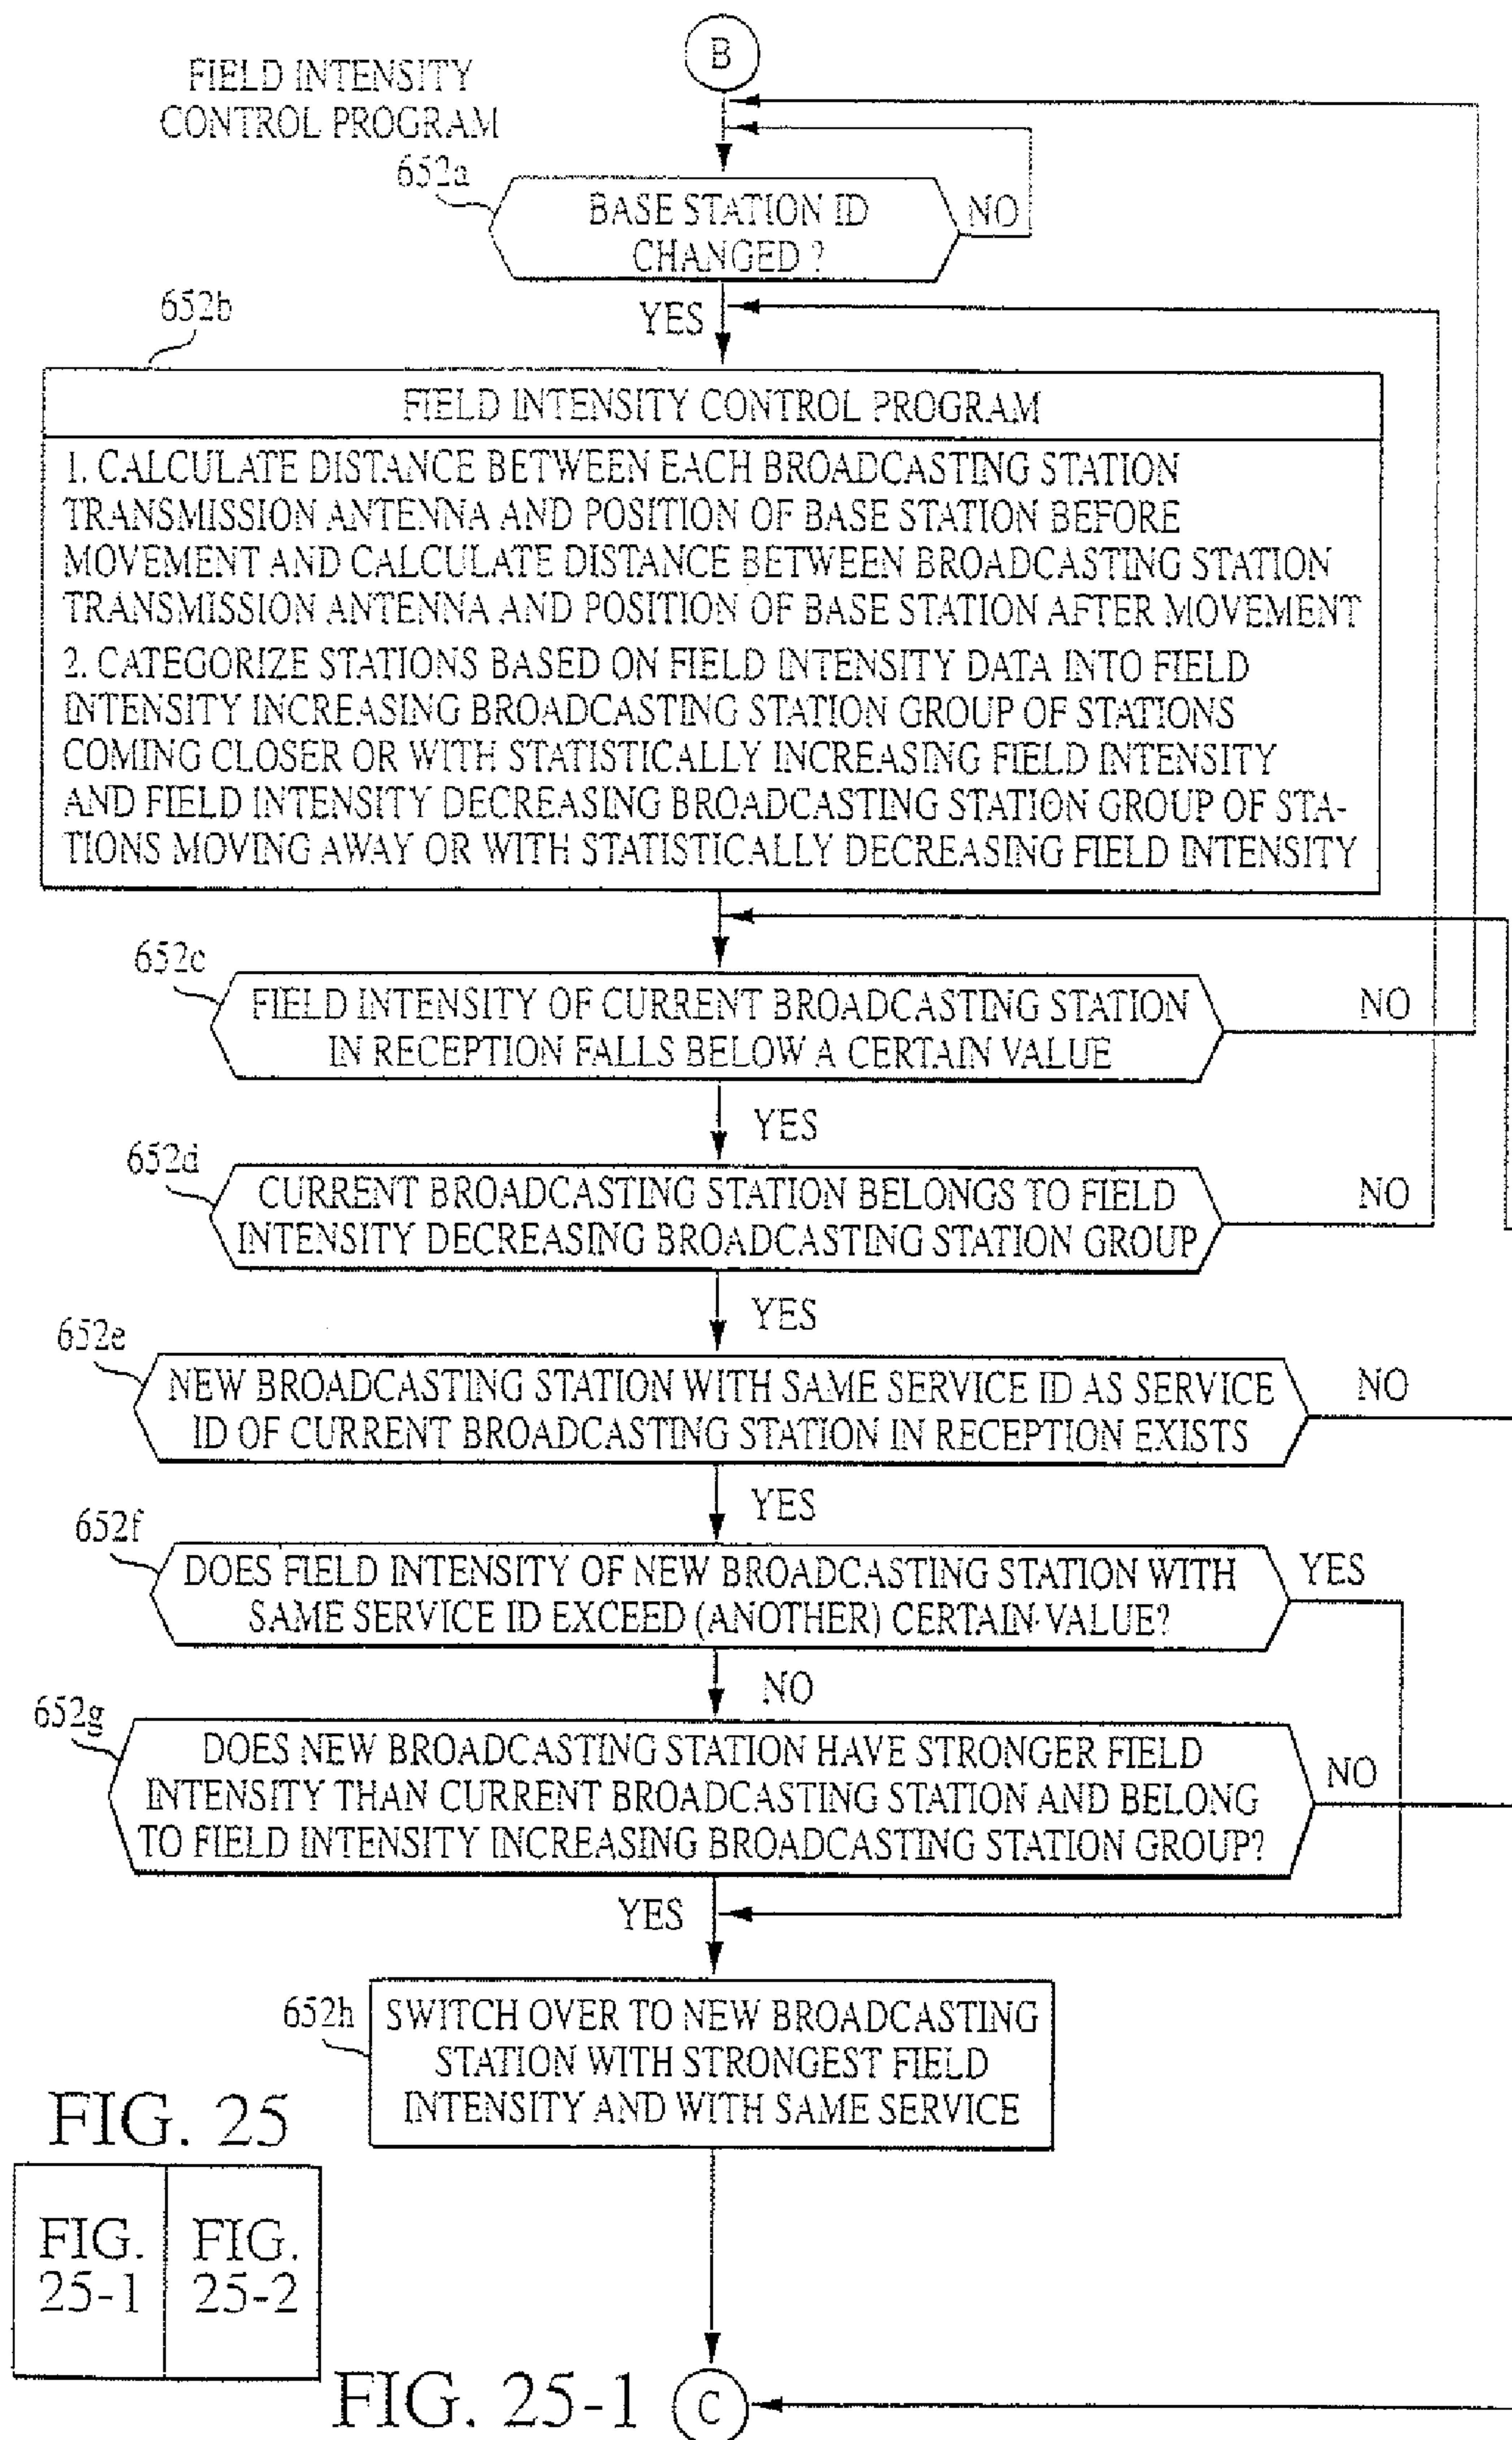 B
FIELD INTENSITY
CONTROL PROGRAM
652a
BASE STATION ID
CHANGED ?
NO
YES
652b
FIELD INTENSITY CONTROL PROGRAM
1. CALCULATE DISTANCE BETWEEN EACH BROADCASTING STATION
TRANSMISSION ANTENNA AND POSITION OF BASE STATION BEFORE
MOVEMENT AND CALCULATE DISTANCE BETWEEN BROADCASTING STATION
TRANSMISSION ANTENNA AND POSITION OF BASE STATION AFTER MOVEMENT
2. CATEGORIZE STATIONS BASED ON FIELD INTENSITY DATA INTO FIELD
INTENSITY INCREASING BROADCASTING STATION GROUP OF STATIONS
COMING CLOSER OR WITH STATISTICALLY INCREASING FIELD INTENSITY
AND FIELD INTENSITY DECREASING BROADCASTING STATION GROUP OF STA-
TIONS MOVING AWAY OR WITH STATISTICALLY DECREASING FIELD INTENSITY
652c
FIELD INTENSITY OF CURRENT BROADCASTING STATION
IN RECEPTION FALLS BELOW A CERTAIN VALUE
NO
YES
652d
CURRENT BROADCASTING STATION BELONGS TO FIELD
INTENSITY DECREASING BROADCASTING STATION GROUP
NO
YES
652e
NEW BROADCASTING STATION WITH SAME SERVICE ID AS SERVICE
ID OF CURRENT BROADCASTING STATION IN RECEPTION EXISTS
NO
YES
652f
DOES FIELD INTENSITY OF NEW BROADCASTING STATION WITH
SAME SERVICE ID EXCEED (ANOTHER) CERTAIN VALUE?
YES
NO
652g
DOES NEW BROADCASTING STATION HAVE STRONGER FIELD
INTENSITY THAN CURRENT BROADCASTING STATION AND BELONG
TO FIELD INTENSITY INCREASING BROADCASTING STATION GROUP?
NO
YES
652h
SWITCH OVER TO NEW BROADCASTING
STATION WITH STRONGEST FIELD
INTENSITY AND WITH SAME SERVICE
FIG. 25
FIG.
25-1
FIG.
25-2
FIG. 25-1
C